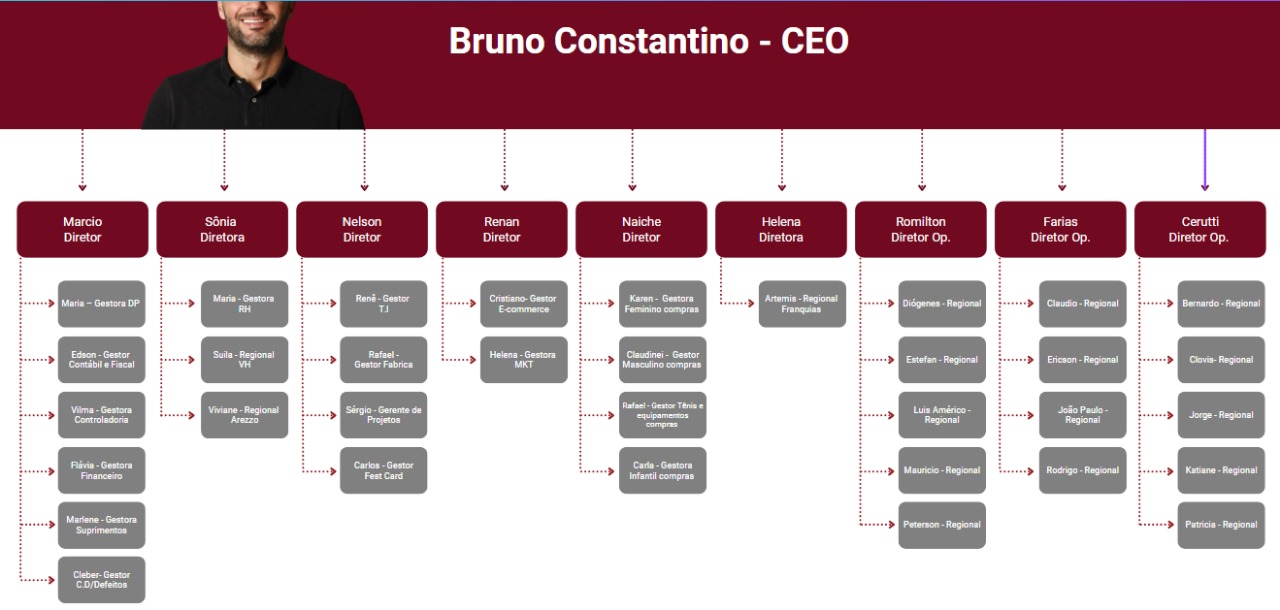 Bruno Constantino - CEO
Marcio
Diretor
Sônia
Diretora
Nelson
Diretor
Renan
Diretor
Naiche
Diretor
Helena
Diretora
Romilton
Diretor Op.
Farias
Diretor Op.
Cerutti
Diretor Op.
Maria – Gestora DP
Edson - Gestor
Contábil e Fiscal
Vilma - Gestora
Controladoria
Flávia - Gestora
Financeiro
Marlene - Gestora
Suprimentos
Cleber- Gestor
C.D/Defeitos
Maria - Gestora
RH
Suila - Regional
VH
Viviane - Regional
Arezzo
Renê - Gestor
T.I
Rafael -
Gestor Fabrica
Sérgio - Gerente de
Projetos
Carlos - Gestor
Fest Card
Cristiano- Gestor
E-commerce
Helena - Gestora
MKT
Karen - Gestora
Feminino compras
Claudinei - Gestor
Masculino compras
Rafael - Gestor Tênis e
equipamentos
compras
Carla - Gestora
Infantil compras
Artemis - Regional
Franquias
Diógenes - Regional
Estefan - Regional
Luis Américo -
Regional
Mauricio - Regional
Peterson - Regional
Claudio - Regional
Ericson - Regional
João Paulo -
Regional
Rodrigo - Regional
Bernardo - Regional
Clovis- Regional
Jorge - Regional
Katiane - Regional
Patricia - Regional